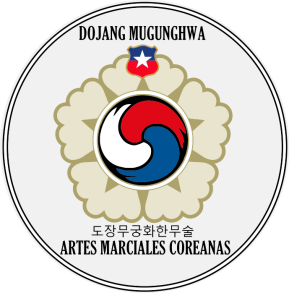 DOJANG MUGUNGHWA
도장무궁화한무술
ARTES MARCIALES COREANAS